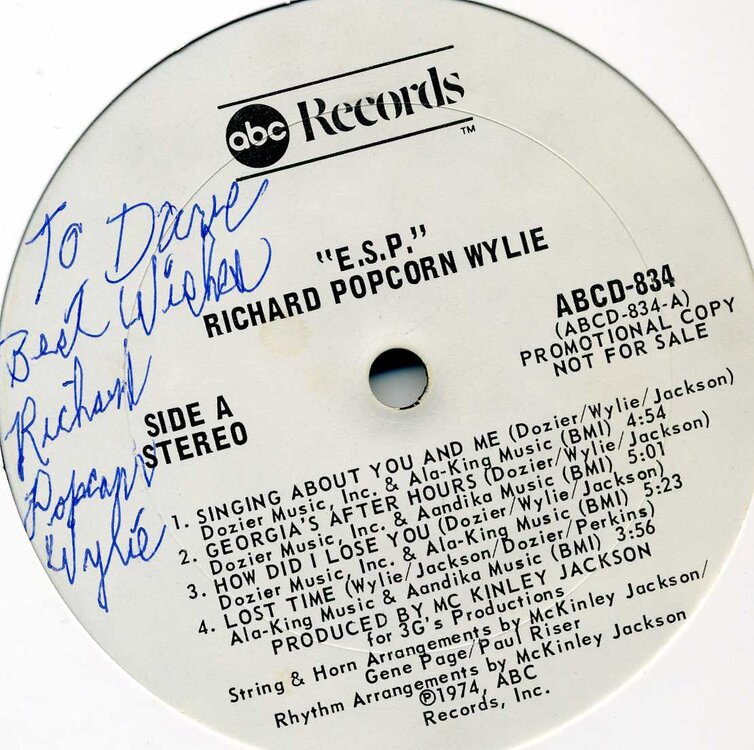 abc Records
TM
"E.S.P."
RICHARD POPCORN WYLIE
ABCD-834
(ABCD-834-A)
PROMOTIONAL COPY
NOT FOR SALE
To Dave
Best Wishes
Richard
Popcorn
Wylie
SIDE A
STEREO
1. SINGING ABOUT YOU AND ME (Dozier/Wylie/Jackson)
Dozier Music, Inc. & Ala-King Music (BMI) 4:54
2. GEORGIA'S AFTER HOURS (Dozier/Wylie/Jackson)
Dozier Music, Inc. & Aandika Music (BMI) 5:01
3. HOW DID I LOSE YOU (Dozier/Wylie/Jackson)
Dozier Music, Inc. & Ala-King Music (BMI) 5:23
4. LOST TIME (Wylie/Jackson/Dozier/Perkins)
Ala-King Music & Aandika Music (BMI) 3:56
PRODUCED BY MC KINLEY JACKSON
for 3G's Productions
String & Horn Arrangements by McKinley Jackson/
Gene Page/Paul Riser
Rhythm Arrangements by McKinley Jackson
℗1974, ABC
Records, Inc.